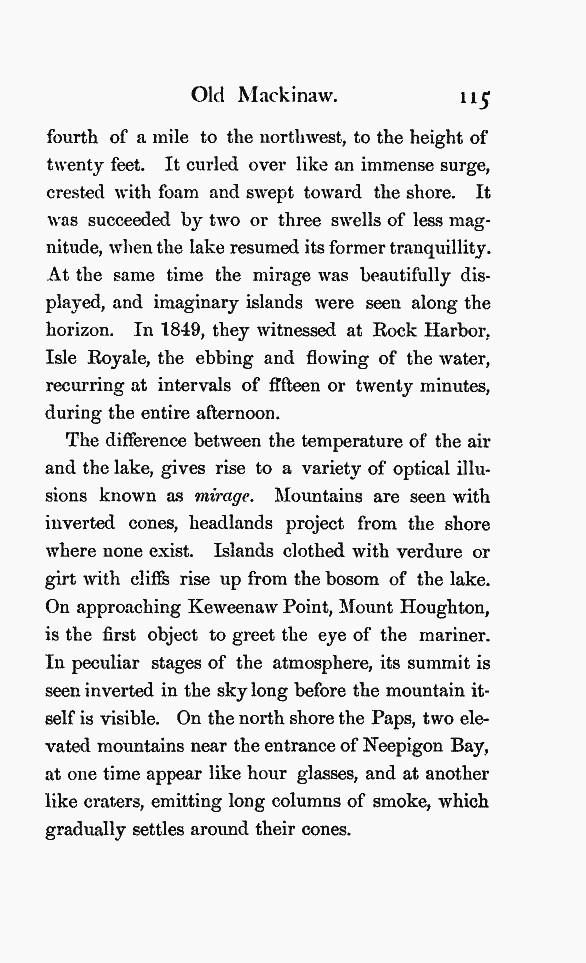 Old Mackinaw. 115
fourth of a mile to the northwest, to the height of
twenty feet. It curled over like an immense surge,
crested with foam and swept toward the shore. It
was succeeded by two or three swells of less mag-
nitude, when the lake resumed its former tranquillity.
At the same time the mirage was beautifully dis-
played, and imaginary islands were seen along the
horizon. In 1849, they witnessed at Rock Harbor,
Isle Royale, the ebbing and flowing of the water,
recurring at intervals of fffteen or twenty minutes,
during the entire afternoon.
The difference between the temperature of the air
and the lake, gives rise to a variety of optical illu-
sions known as mirage. Mountains are seen with
inverted cones, headlands project from the shore
where none exist. Islands clothed with verdure or
girt with cliffs rise up from the bosom of the lake.
On approaching Keweenaw Point, Mount Houghton,
is the first object to greet the eye of the mariner.
In peculiar stages of the atmosphere, its summit is
seen inverted in the sky long before the mountain it-
self is visible. On the north shore the Paps, two ele-
vated mountains near the entrance of Neepigon Bay,
at one time appear like hour glasses, and at another
like craters, emitting long columns of smoke, which
gradually settles around their cones.